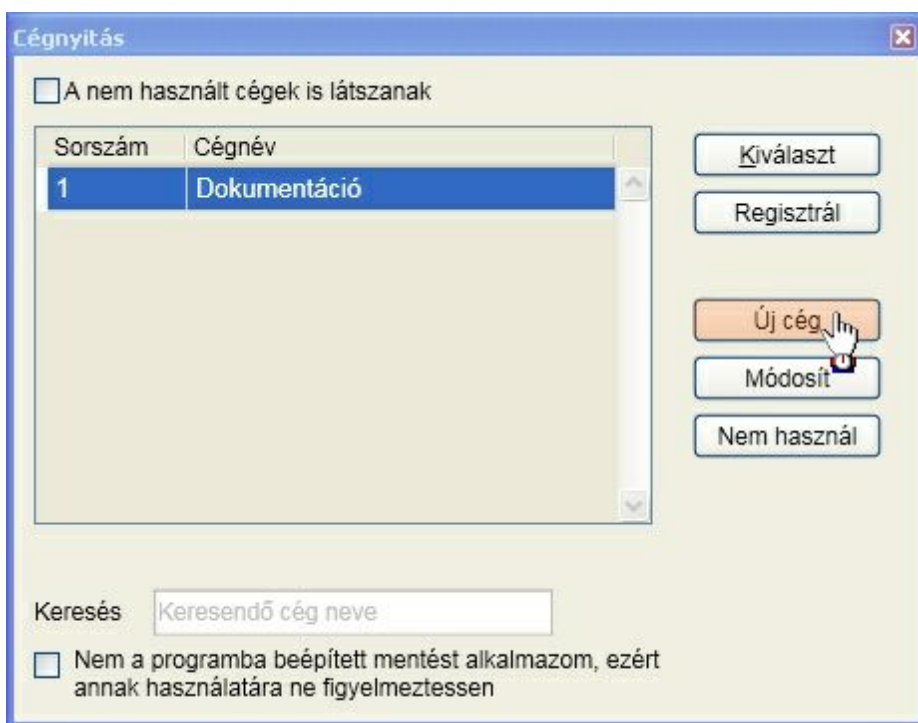 Cégnyitás
A nem használt cégek is látszanak
Sorszám Cégnév
1 Dokumentáció
Kiválaszt
Regisztrál
Új cég
Módosít
Nem használ
Keresés Keresendő cég neve
Nem a programba beépített mentést alkalmazom, ezért
annak használatára ne figyelmeztessen